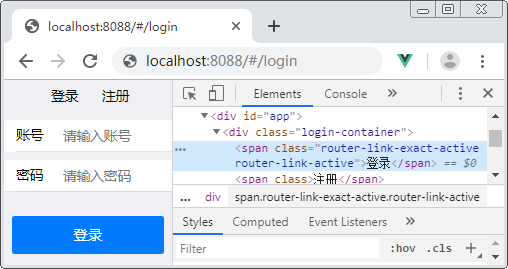 localhost:8088/#/login
localhost:8088/#/login
登录 注册
账号 请输入账号
密码 请输入密码
登录
Elements Console »
▼<div id="app">
▼<div class="login-container">
… <span class="router-link-exact-active
router-link-active">登录</span> == $0
<span class>注册</span>
… div span.router-link-exact-active.router-link-active
Styles Computed Event Listeners »
Filter :hov .cls +